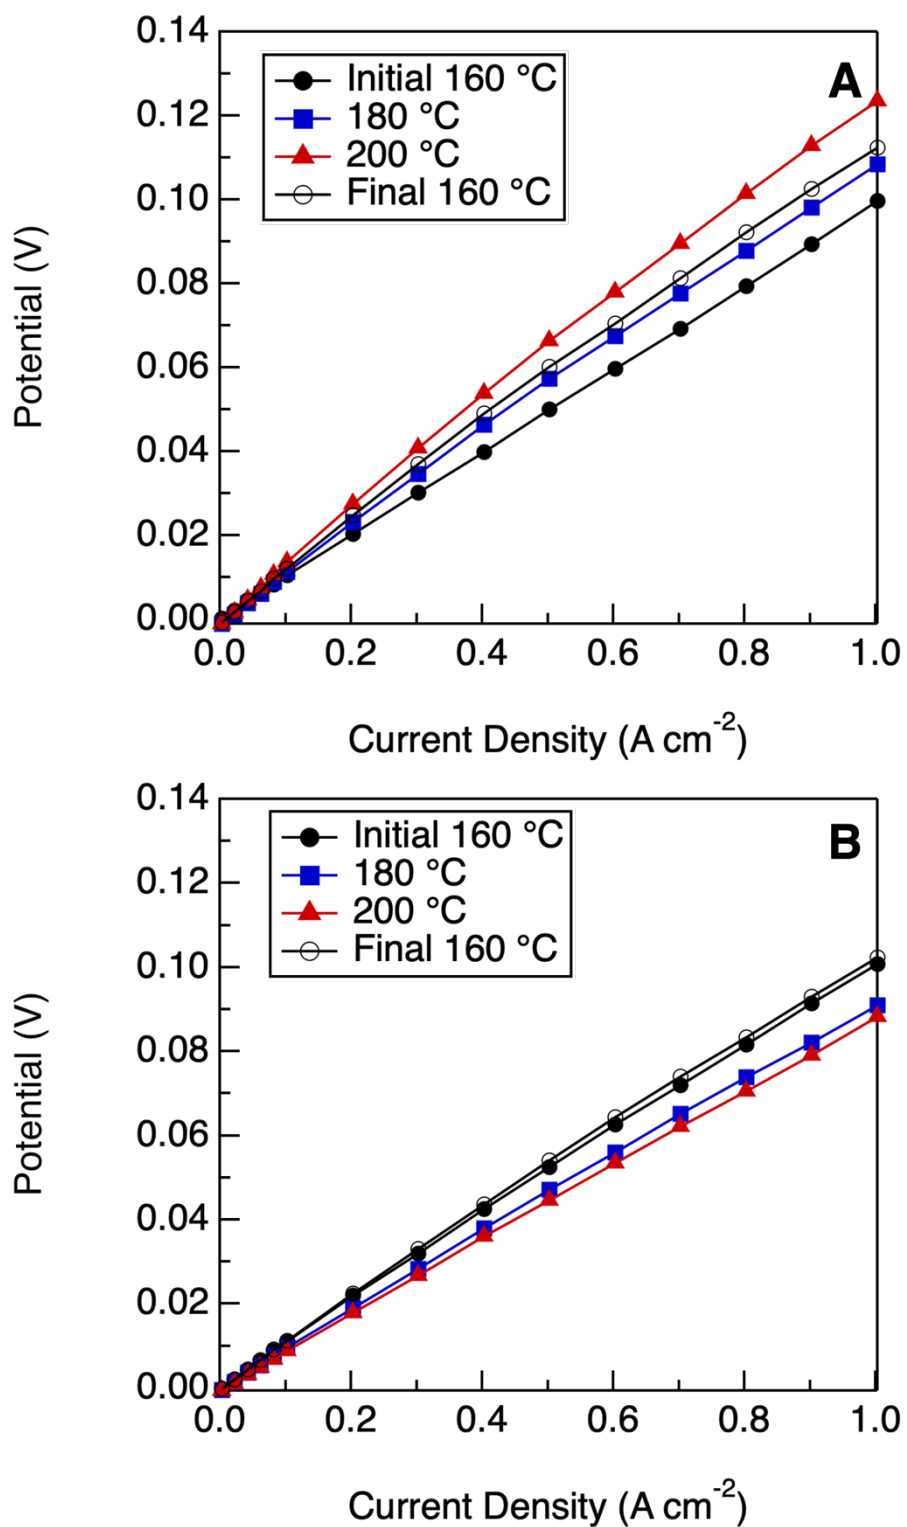 A
Initial 160 °C
180 °C
200 °C
Final 160 °C
Potential (V)
0.14
0.12
0.10
0.08
0.06
0.04
0.02
0.00
0.0 0.2 0.4 0.6 0.8 1.0
Current Density (A cm⁻²)
B
Initial 160 °C
180 °C
200 °C
Final 160 °C
Potential (V)
0.14
0.12
0.10
0.08
0.06
0.04
0.02
0.00
0.0 0.2 0.4 0.6 0.8 1.0
Current Density (A cm⁻²)